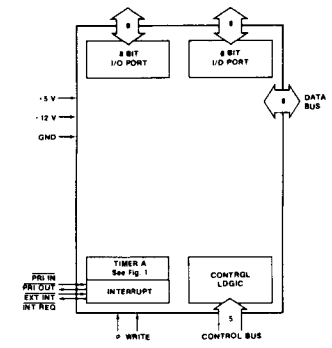 8 8
8 BIT
I/O PORT
8 BIT
I/O PORT
+5 V
+12 V
GND
8
DATA
BUS
TIMER A
See Fig. 1
INTERRUPT
CONTROL
LOGIC
PRI IN
PRI OUT
EXT INT
INT REQ
5
Φ WRITE
CONTROL BUS